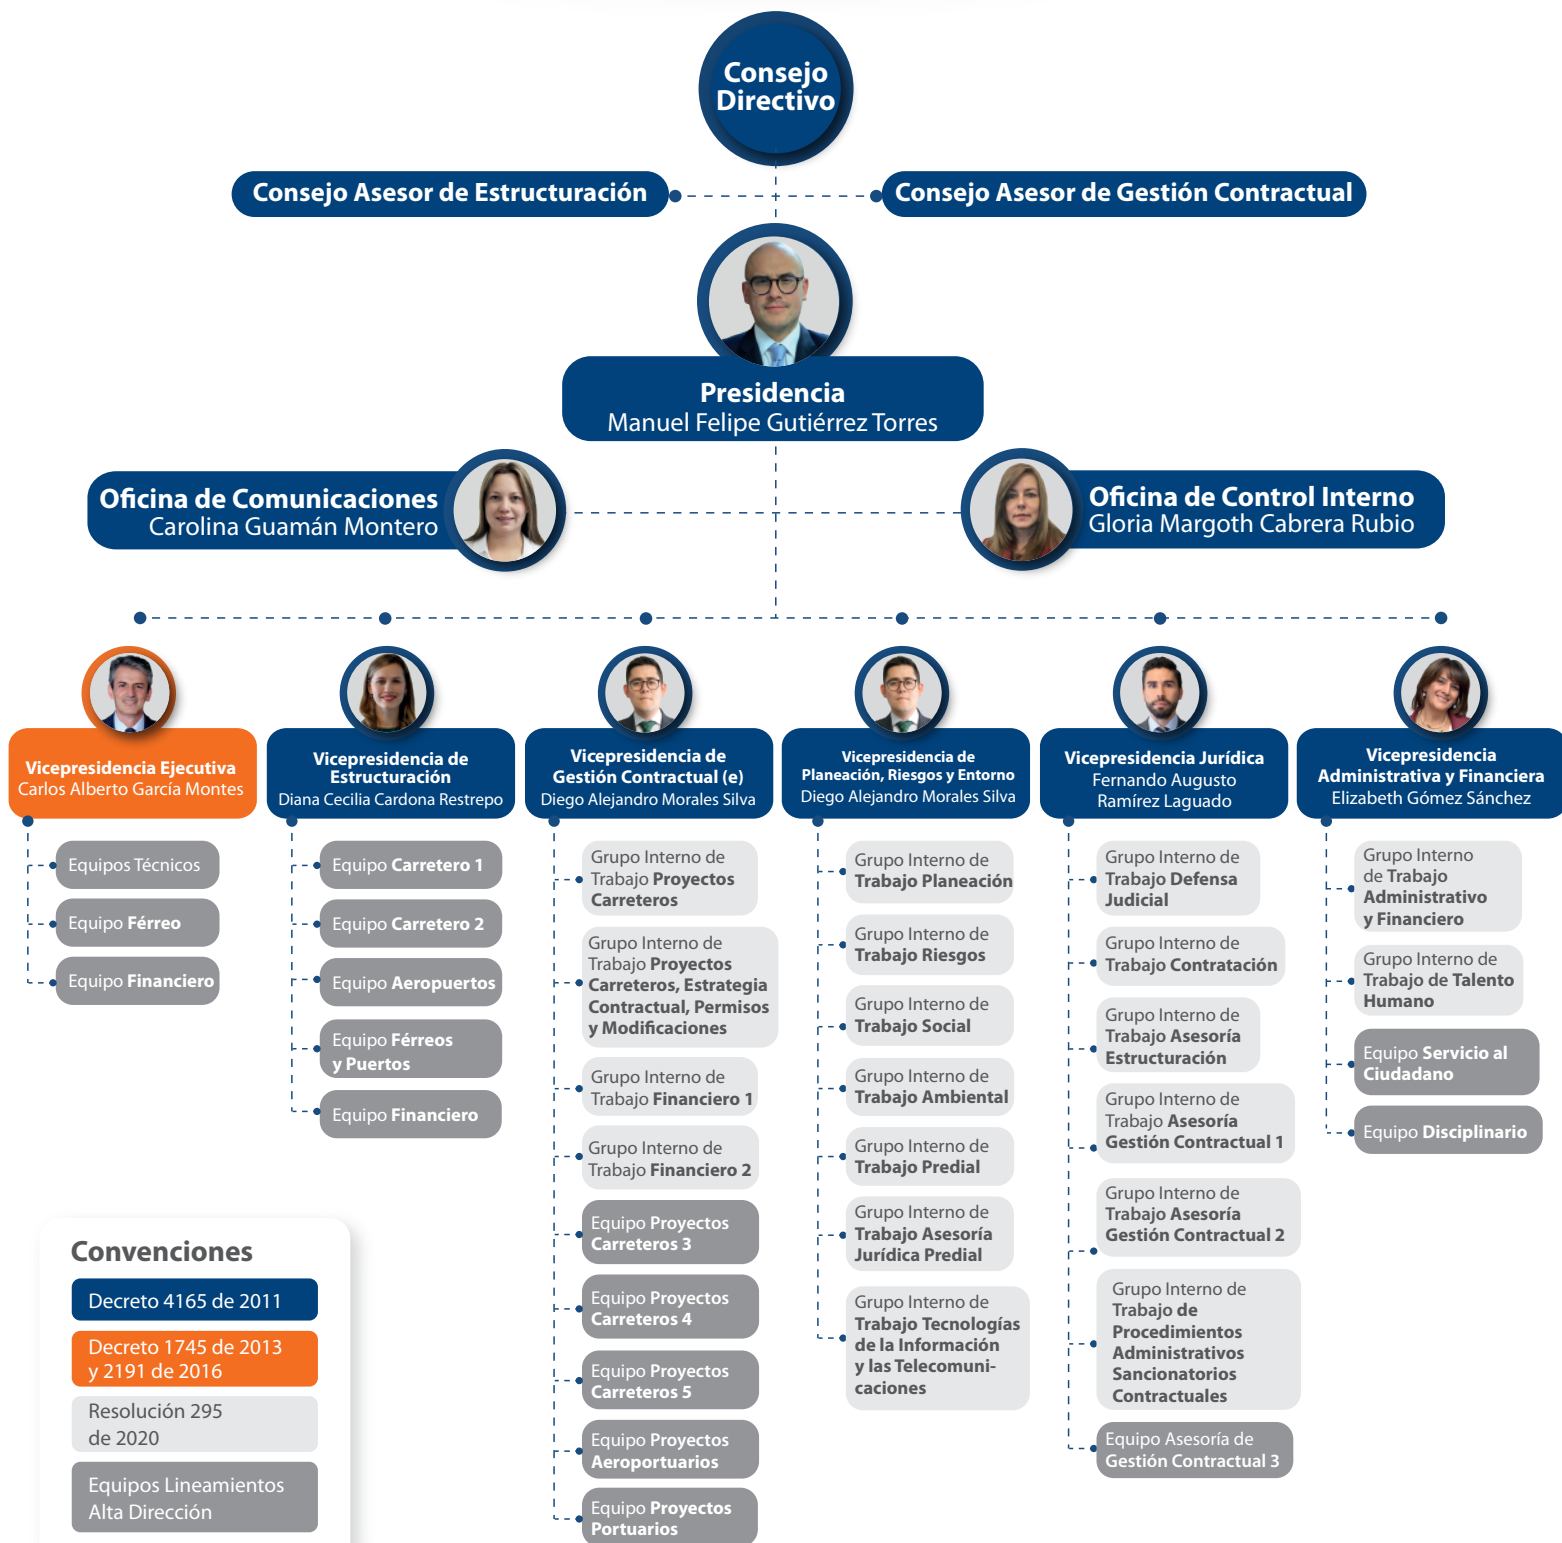 Consejo
Directivo
Consejo Asesor de Estructuración
Consejo Asesor de Gestión Contractual
Presidencia
Manuel Felipe Gutiérrez Torres
Oficina de Comunicaciones
Carolina Guamán Montero
Oficina de Control Interno
Gloria Margoth Cabrera Rubio
Vicepresidencia Ejecutiva
Carlos Alberto García Montes
Equipos Técnicos
Equipo Férreo
Equipo Financiero
Vicepresidencia de
Estructuración
Diana Cecilia Cardona Restrepo
Equipo Carretero 1
Equipo Carretero 2
Equipo Aeropuertos
Equipo Férreos
y Puertos
Equipo Financiero
Vicepresidencia de
Gestión Contractual (e)
Diego Alejandro Morales Silva
Grupo Interno de
Trabajo Proyectos
Carreteros
Grupo Interno de
Trabajo Proyectos
Carreteros, Estrategia
Contractual, Permisos
y Modificaciones
Grupo Interno de
Trabajo Financiero 1
Grupo Interno de
Trabajo Financiero 2
Equipo Proyectos
Carreteros 3
Equipo Proyectos
Carreteros 4
Equipo Proyectos
Carreteros 5
Equipo Proyectos
Aeroportuarios
Equipo Proyectos
Portuarios
Vicepresidencia de
Planeación, Riesgos y Entorno
Diego Alejandro Morales Silva
Grupo Interno de
Trabajo Planeación
Grupo Interno de
Trabajo Riesgos
Grupo Interno de
Trabajo Social
Grupo Interno de
Trabajo Ambiental
Grupo Interno de
Trabajo Predial
Grupo Interno de
Trabajo Asesoría
Jurídica Predial
Grupo Interno de
Trabajo Tecnologías
de la Información
y las Telecomuni-
caciones
Vicepresidencia Jurídica
Fernando Augusto
Ramírez Laguado
Grupo Interno de
Trabajo Defensa
Judicial
Grupo Interno de
Trabajo Contratación
Grupo Interno de
Trabajo Asesoría
Estructuración
Grupo Interno de
Trabajo Asesoría
Gestión Contractual 1
Grupo Interno de
Trabajo Asesoría
Gestión Contractual 2
Grupo Interno de
Trabajo de
Procedimientos
Administrativos
Sancionatorios
Contractuales
Equipo Asesoría de
Gestión Contractual 3
Vicepresidencia
Administrativa y Financiera
Elizabeth Gómez Sánchez
Grupo Interno
de Trabajo
Administrativo
y Financiero
Grupo Interno de
Trabajo de Talento
Humano
Equipo Servicio al
Ciudadano
Equipo Disciplinario
Convenciones
Decreto 4165 de 2011
Decreto 1745 de 2013
y 2191 de 2016
Resolución 295
de 2020
Equipos Lineamientos
Alta Dirección